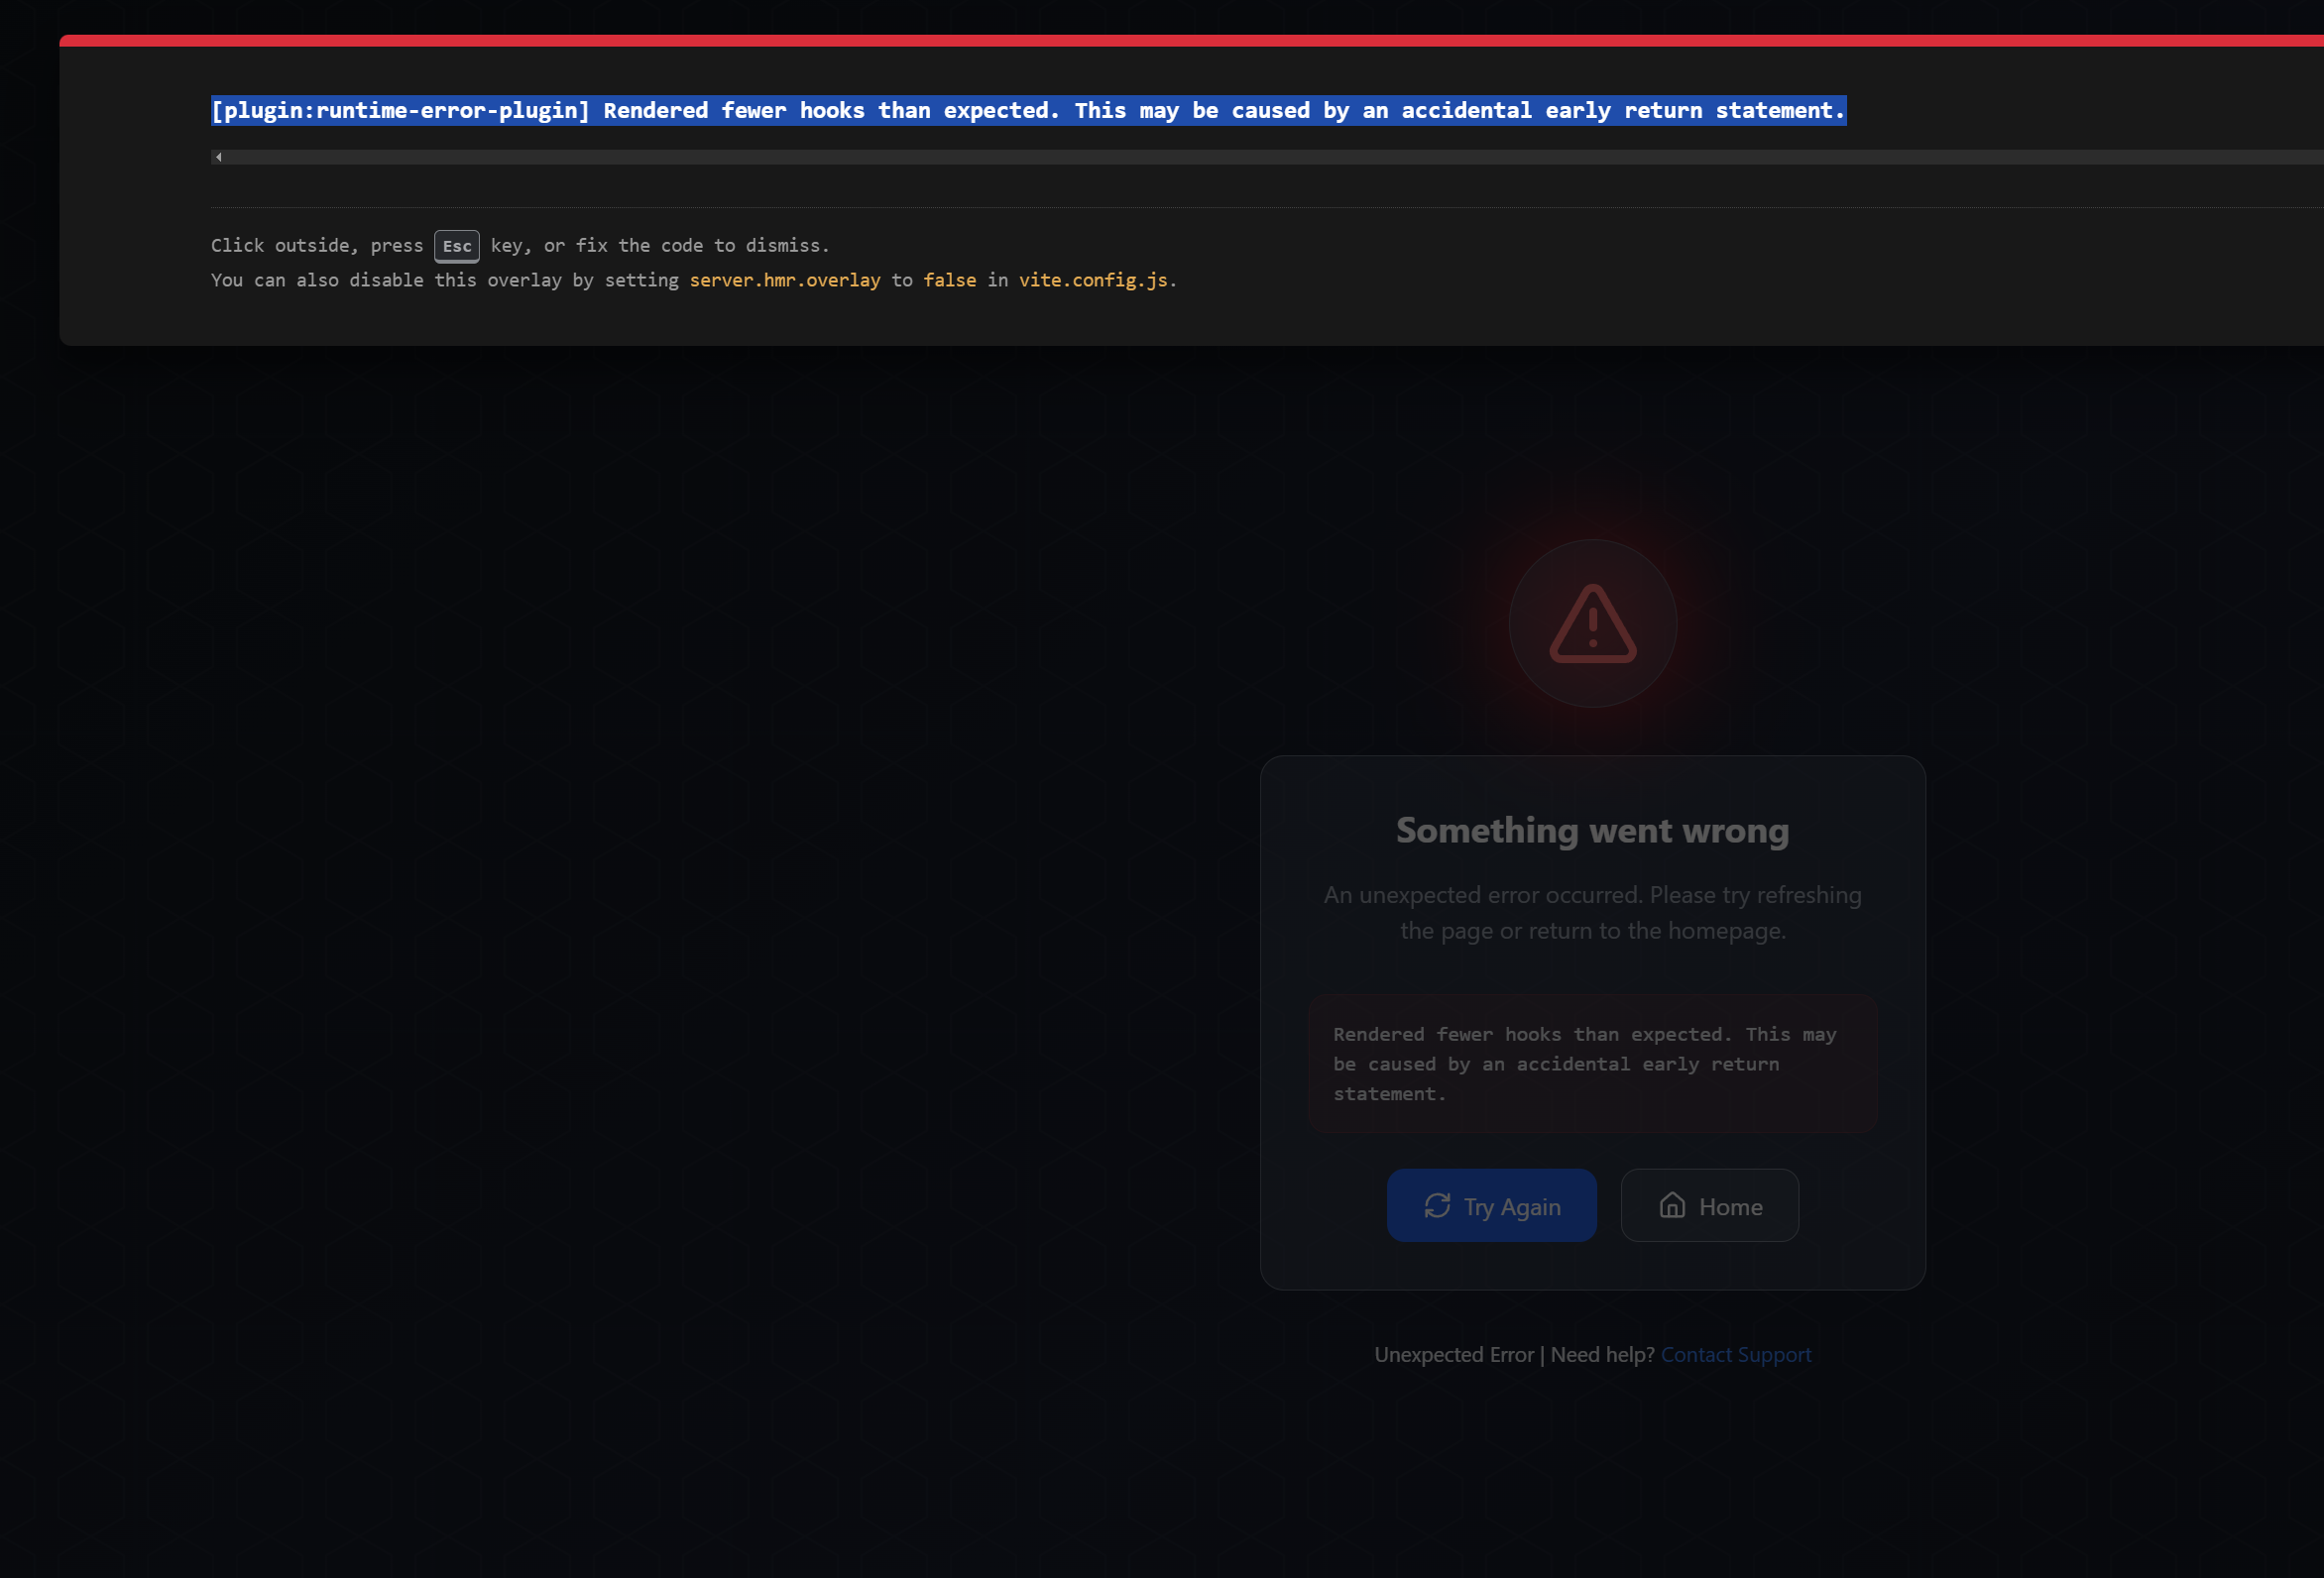 [plugin:runtime-error-plugin] Rendered fewer hooks than expected. This may be caused by an accidental early return statement.
Click outside, press Esc key, or fix the code to dismiss.
You can also disable this overlay by setting server.hmr.overlay to false in vite.config.js.
Something went wrong
An unexpected error occurred. Please try refreshing
the page or return to the homepage.
Rendered fewer hooks than expected. This may
be caused by an accidental early return
statement.
Try Again
Home
Unexpected Error | Need help? Contact Support